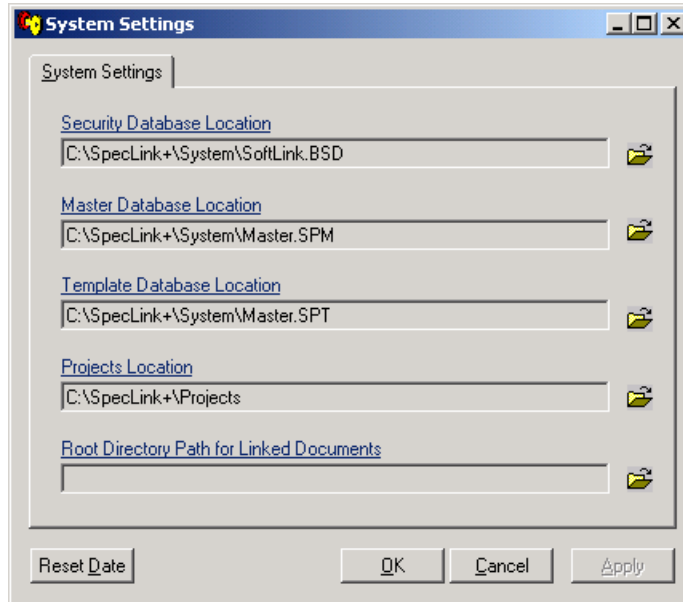 System Settings
System Settings
Security Database Location
C:\SpecLink+\System\SoftLink.BSD
Master Database Location
C:\SpecLink+\System\Master.SPM
Template Database Location
C:\SpecLink+\System\Master.SPT
Projects Location
C:\SpecLink+\Projects
Root Directory Path for Linked Documents
Reset Date OK Cancel Apply